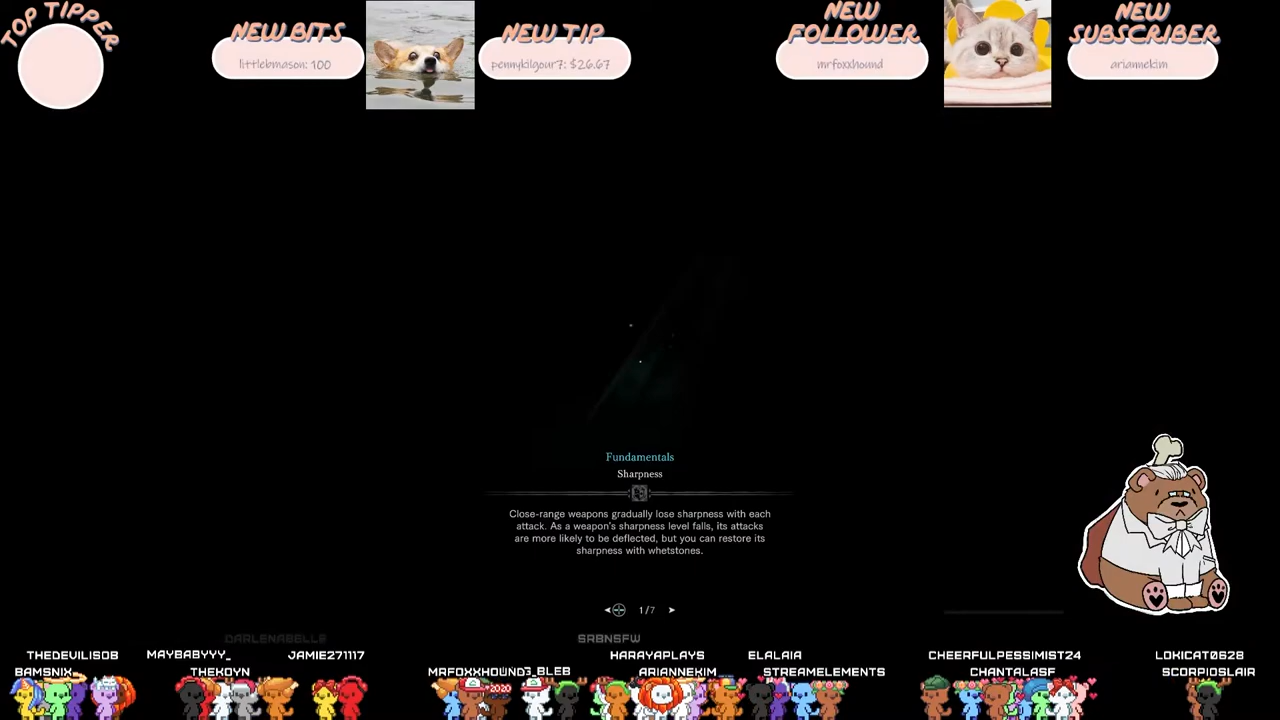 TOP TIPPER
NEW BITS
littlebmason: 100
NEW TIP
pennykilgour7: $26.67
NEW
FOLLOWER
mrfoxxhound
NEW
SUBSCRIBER
ariannekim
Fundamentals
Sharpness
Close-range weapons gradually lose sharpness with each
attack. As a weapon's sharpness level falls, its attacks
are more likely to be deflected, but you can restore its
sharpness with whetstones.
1/7
DARLENABELLE
SRBNSFW
THEDEVILISDB
MAYBABYYY_
JAMIE271117
HARAYAPLAYS
ELALAIA
CHEERFULPESSIMIST24
LOKICAT0628
BAMSNIX
THEKOYN
MRFOXXHOUND
ARIANNEKIM
STREAMELEMENTS
CHANTALASF
SCORPIOSLAIR
2020